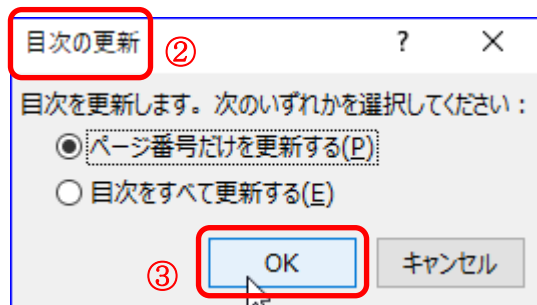 目次の更新 ② ? ×
目次を更新します。次のいずれかを選択してください：
ページ番号だけを更新する(P)
目次をすべて更新する(E)
③ OK キャンセル